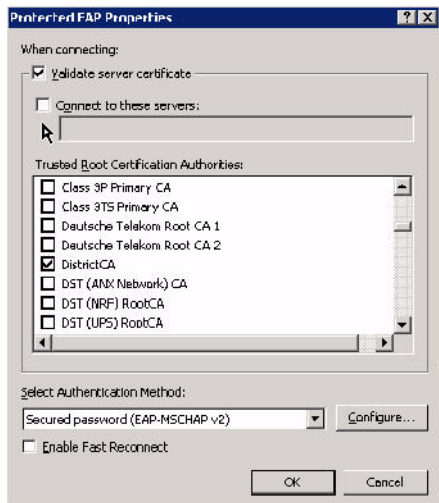 Protected EAP Properties
When connecting:
Validate server certificate
Connect to these servers:
Trusted Root Certification Authorities:
Class 3P Primary CA
Class 3TS Primary CA
Deutsche Telekom Root CA 1
Deutsche Telekom Root CA 2
DistrictCA
DST (ANX Network) CA
DST (NRF) RootCA
DST (UPS) RootCA
Select Authentication Method:
Secured password (EAP-MSCHAP v2)
Configure...
Enable Fast Reconnect
OK
Cancel